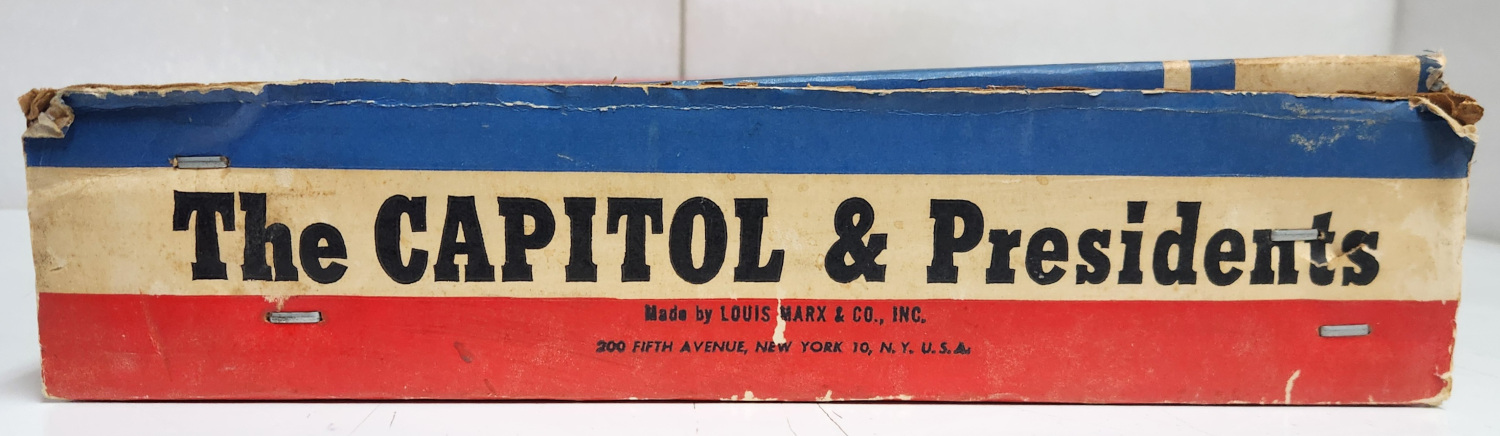 The CAPITOL & Presidents
Made by LOUIS MARX & CO., INC.
200 FIFTH AVENUE, NEW YORK 10, N. Y. U. S. A.